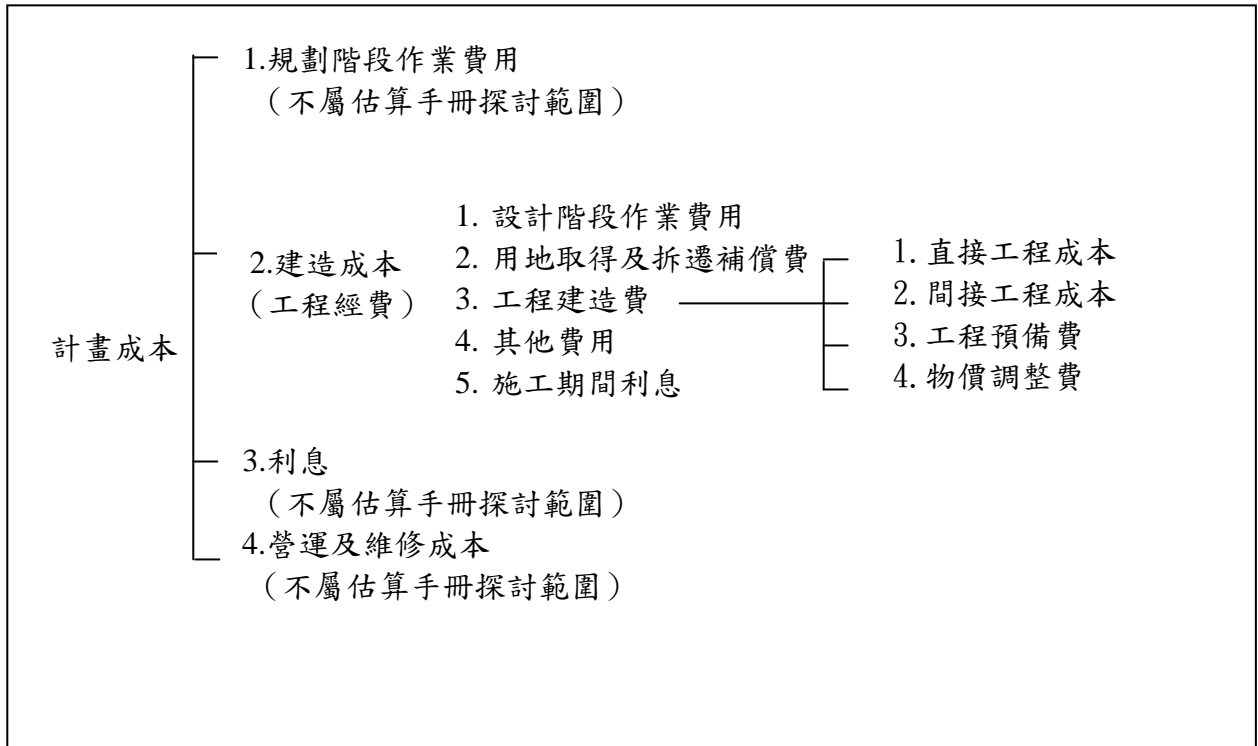 計畫成本
1.規劃階段作業費用
（不屬估算手冊探討範圍）
2.建造成本
（工程經費）
1. 設計階段作業費用
2. 用地取得及拆遷補償費
3. 工程建造費
4. 其他費用
5. 施工期間利息
1.直接工程成本
2.間接工程成本
3.工程預備費
4.物價調整費
3.利息
（不屬估算手冊探討範圍）
4.營運及維修成本
（不屬估算手冊探討範圍）